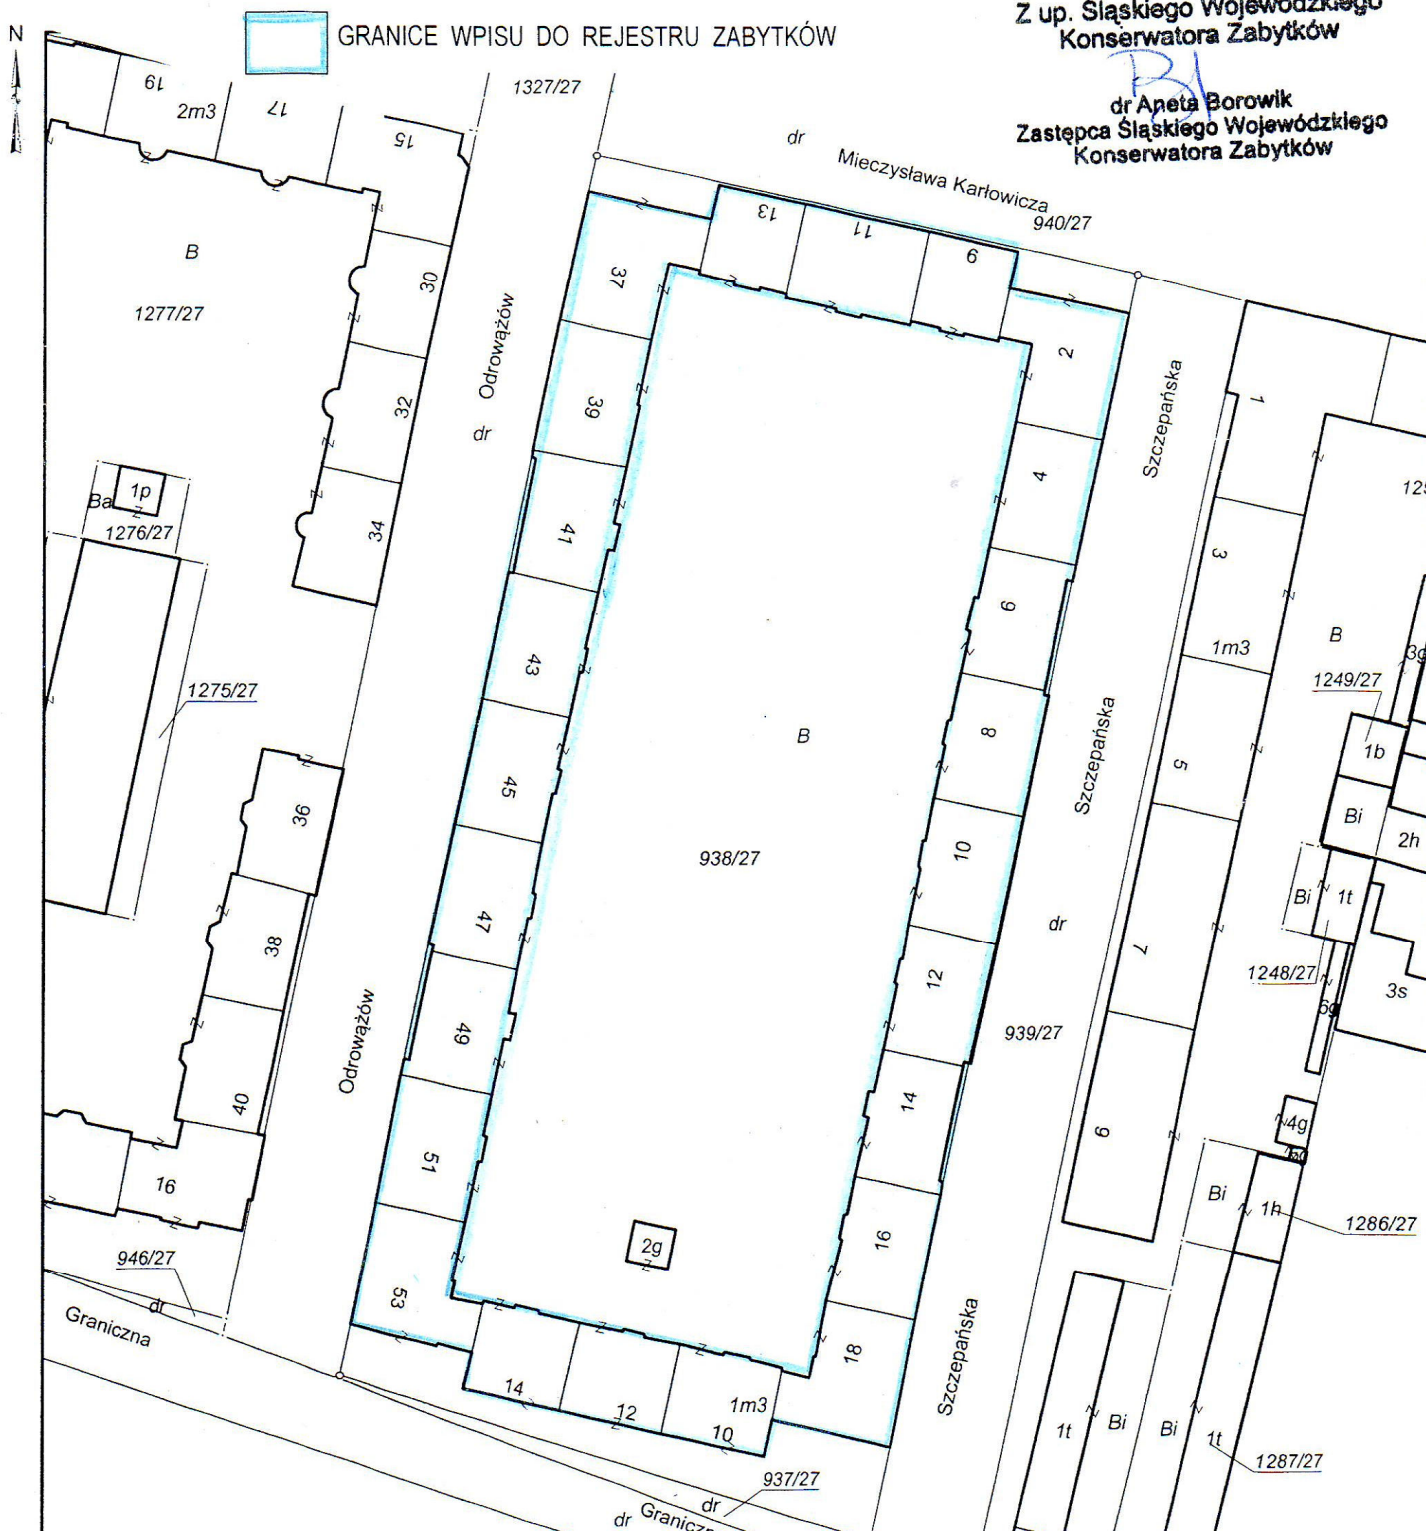 N
GRANICE WPISU DO REJESTRU ZABYTKÓW
Z up. Śląskiego Wojewódzkiego
Konserwatora Zabytków
dr Aneta Borowik
Zastępca Śląskiego Wojewódzkiego
Konserwatora Zabytków
1327/27
dr
Mieczysława Karłowicza
940/27
19
2m3
17
15
13
11
9
B
1277/27
30
32
34
37
39
41
43
45
47
49
51
53
Odrowążów
dr
2
4
6
8
10
12
14
16
18
Szczepańska
1
3
1m3
5
7
9
Ba
1p
1276/27
1275/27
B
1249/27
3g
1b
Bi
2h
Szczepańska
B
938/27
36
38
40
16
Odrowążów
dr
939/27
Bi
1t
1248/27
6g
3s
4g
Bi
1h
1286/27
2g
946/27
dr
Graniczna
14
12
1m3
10
Szczepańska
937/27
dr
dr
1t
Bi
Bi
1t
1287/27